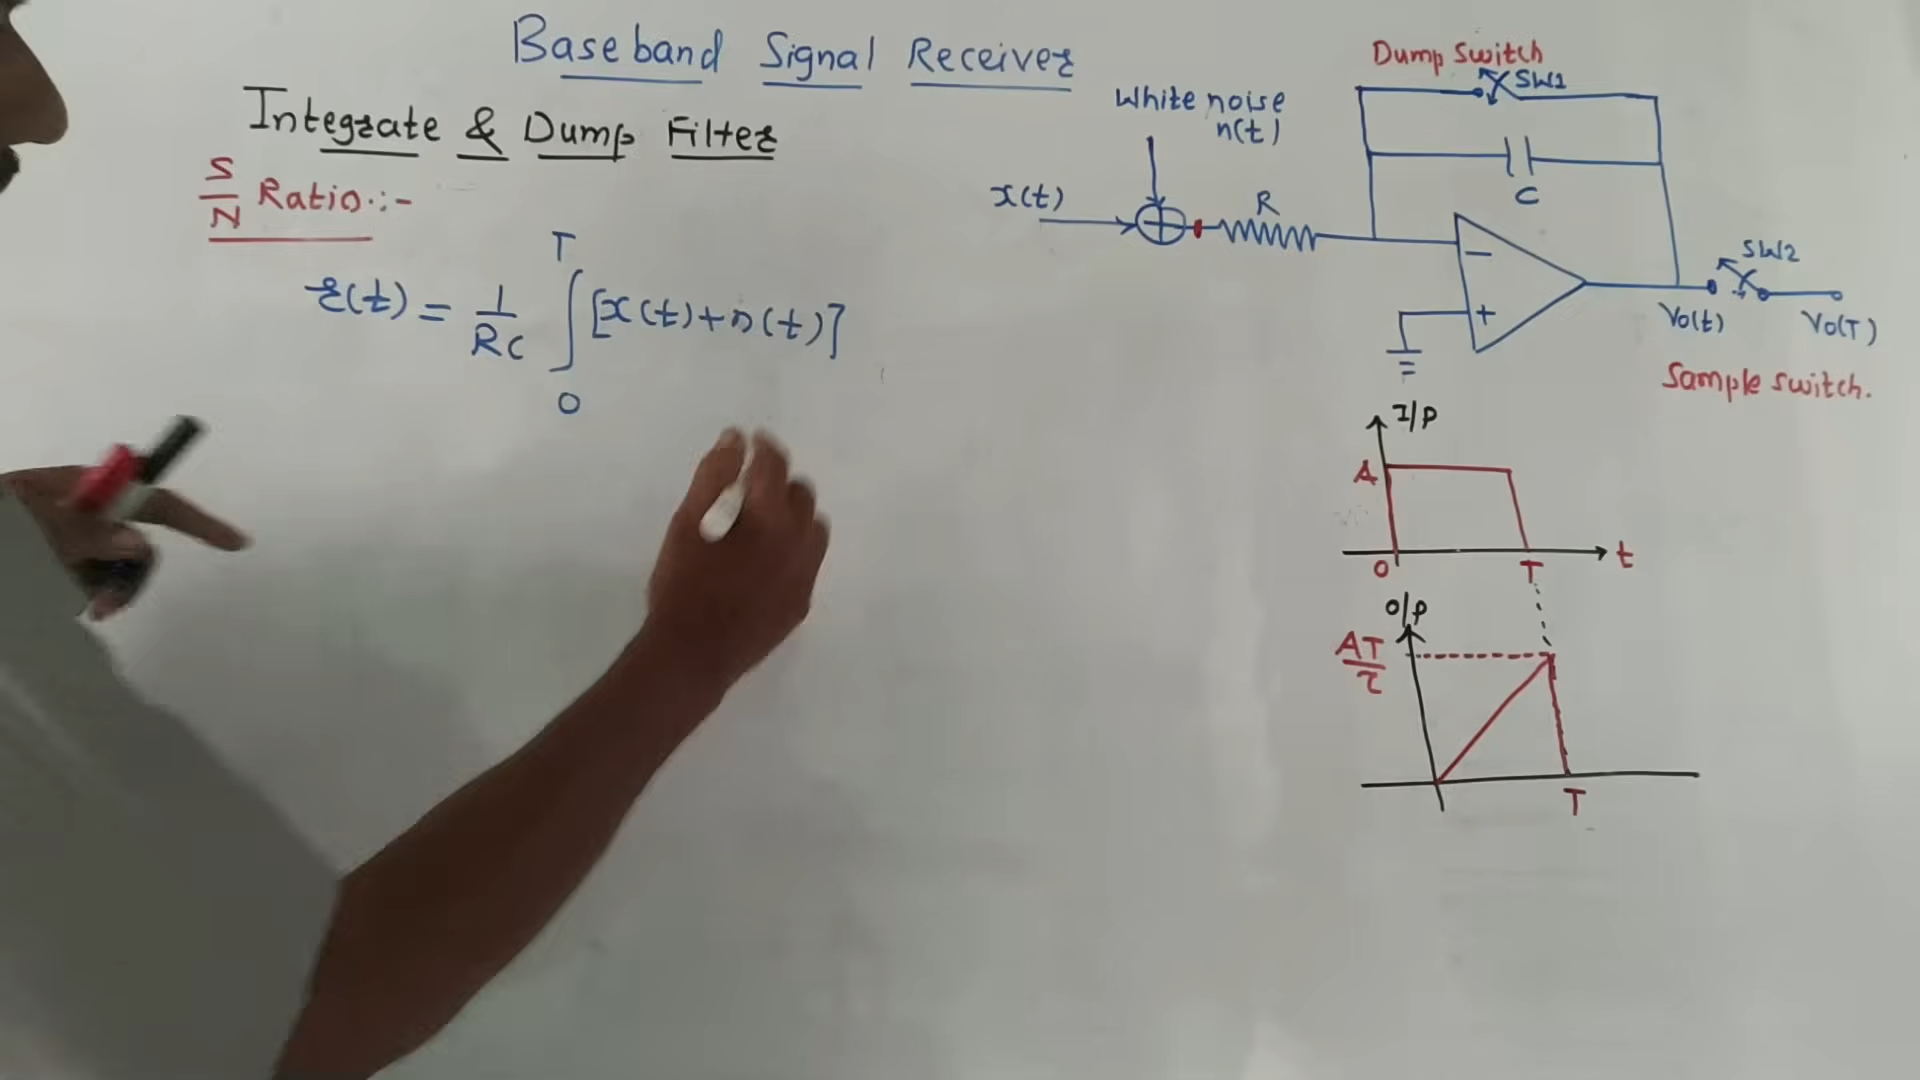 Baseband Signal Receiver
Integrate & Dump Filter
S/N Ratio :-
r(t) = 1/RC ∫₀ᵀ [x(t)+n(t)]
Dump Switch
SW1
White noise
n(t)
x(t)
R
C
−
+
SW2
Vo(t)
Vo(T)
Sample switch.
I/P
A
0
T
t
O/P
AT/τ
T